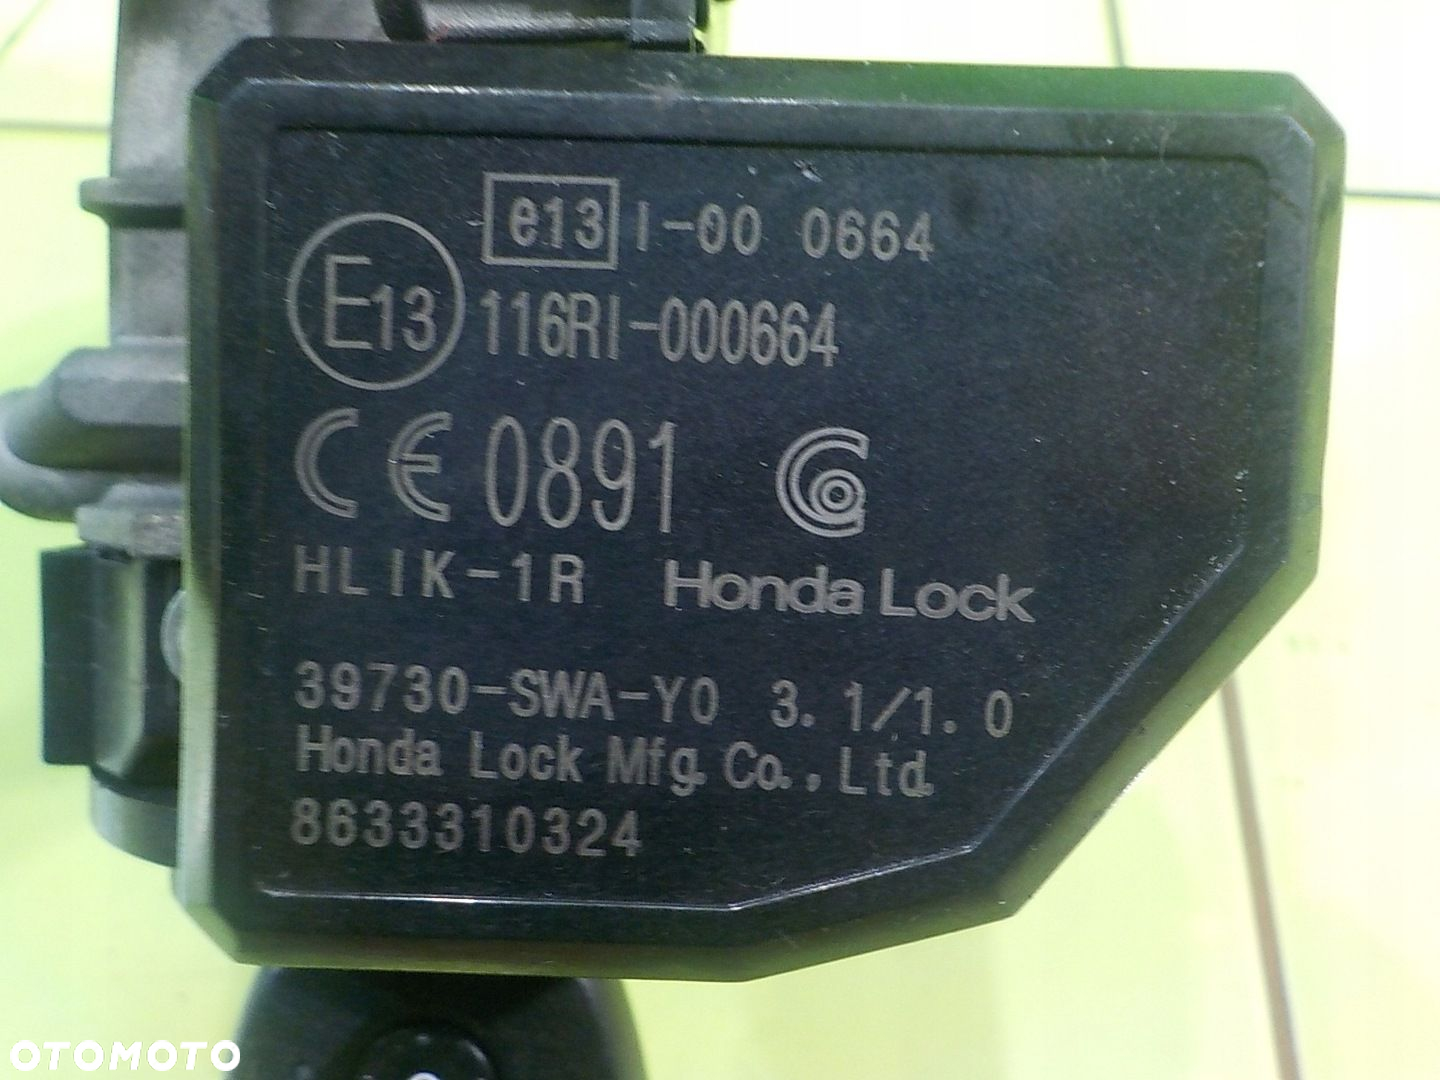 e13 I-00 0664
E13 116RI-000664
CE 0891
HLIK-1R Honda Lock
39730-SWA-Y0 3.1/1.0
Honda Lock Mfg. Co., Ltd.
8633310324
OTOMOTO